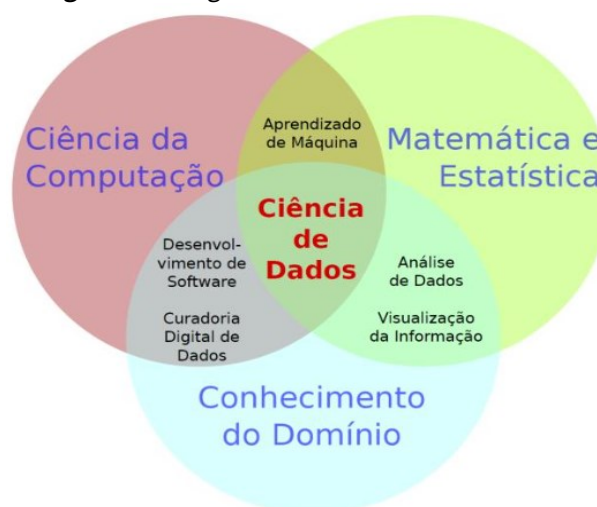 Aprendizado
de Máquina
Ciência da
Computação
Matemática e
Estatística
Ciência
de
Dados
Desenvol-
vimento de
Software
Curadoria
Digital de
Dados
Análise
de Dados
Visualização
da Informação
Conhecimento
do Domínio